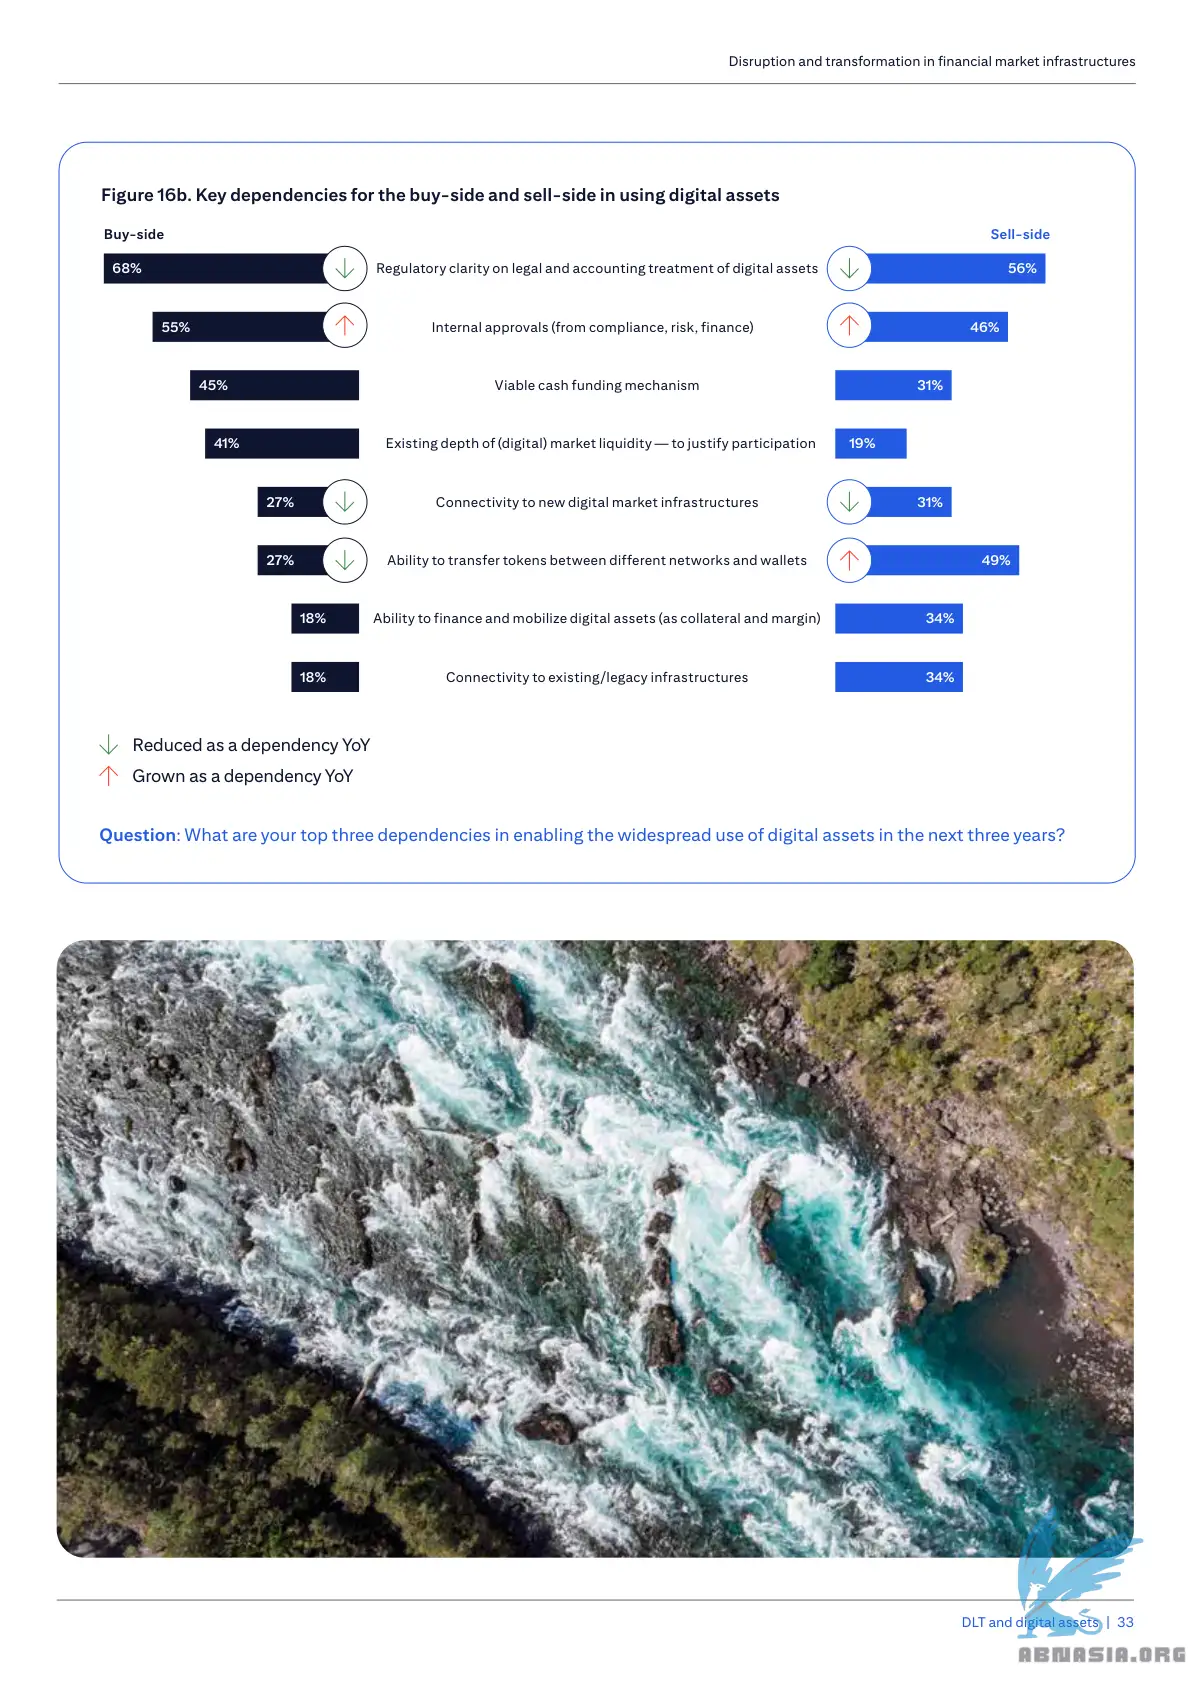 Disruption and transformation in financial market infrastructures
Figure 16b. Key dependencies for the buy-side and sell-side in using digital assets
Buy-side
Sell-side
68%
Regulatory clarity on legal and accounting treatment of digital assets
56%
55%
Internal approvals (from compliance, risk, finance)
46%
45%
Viable cash funding mechanism
31%
41%
Existing depth of (digital) market liquidity — to justify participation
19%
27%
Connectivity to new digital market infrastructures
31%
27%
Ability to transfer tokens between different networks and wallets
49%
18%
Ability to finance and mobilize digital assets (as collateral and margin)
34%
18%
Connectivity to existing/legacy infrastructures
34%
Reduced as a dependency YoY
Grown as a dependency YoY
Question: What are your top three dependencies in enabling the widespread use of digital assets in the next three years?
DLT and digital assets | 33
ABNASIA.ORG